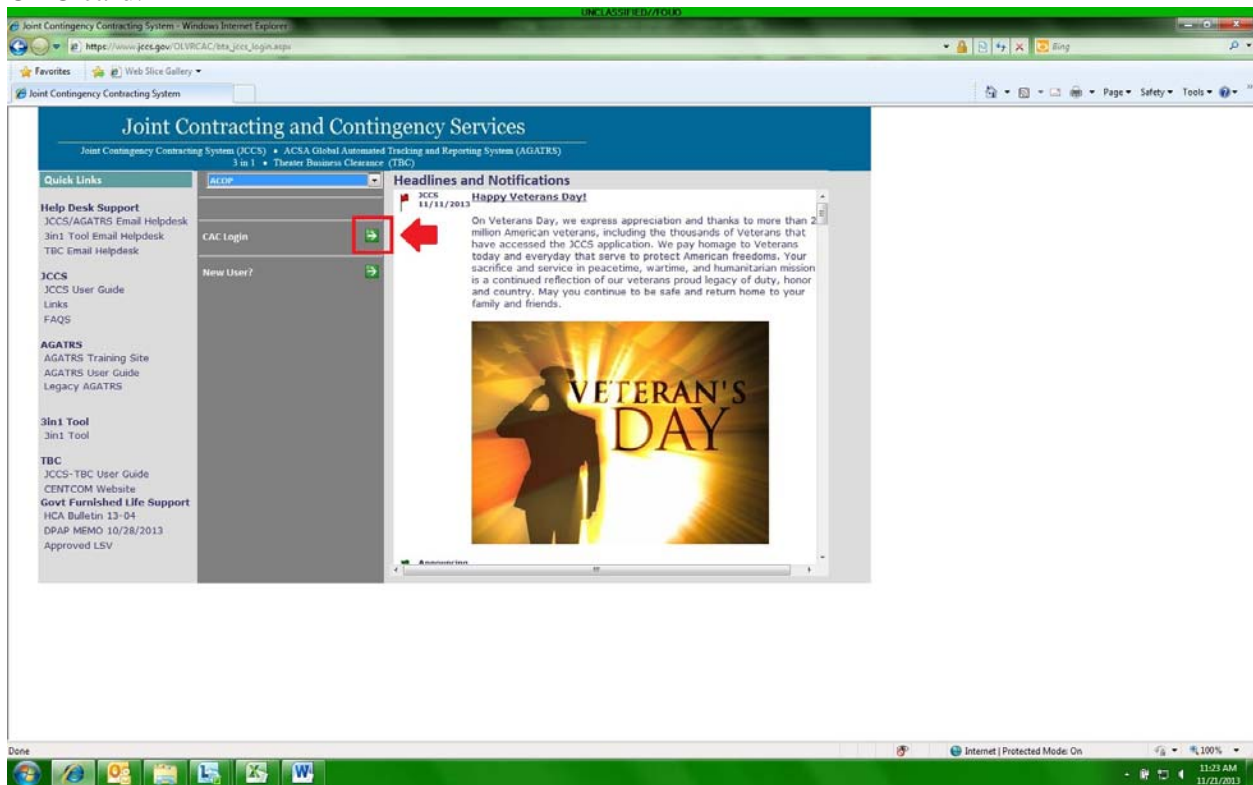 UNCLASSIFIED//FOUO
Joint Contingency Contracting System - Windows Internet Explorer
https://www.jccs.gov/OLVRCAC/bta_jccs_login.aspx
Bing
Favorites
Web Slice Gallery
Joint Contingency Contracting System
Page
Safety
Tools
Joint Contracting and Contingency Services
Joint Contingency Contracting System (JCCS) • ACSA Global Automated Tracking and Reporting System (AGATRS)
3 in 1 • Theater Business Clearance (TBC)
Quick Links
Help Desk Support
JCCS/AGATRS Email Helpdesk
3in1 Tool Email Helpdesk
TBC Email Helpdesk
JCCS
JCCS User Guide
Links
FAQS
AGATRS
AGATRS Training Site
AGATRS User Guide
Legacy AGATRS
3in1 Tool
3in1 Tool
TBC
JCCS-TBC User Guide
CENTCOM Website
Govt Furnished Life Support
HCA Bulletin 13-04
DPAP MEMO 10/28/2013
Approved LSV
ACOP
CAC Login
New User?
Headlines and Notifications
JCCS
11/11/2013
Happy Veterans Day!
On Veterans Day, we express appreciation and thanks to more than 2
million American veterans, including the thousands of Veterans that
have accessed the JCCS application. We pay homage to Veterans
today and everyday that serve to protect American freedoms. Your
sacrifice and service in peacetime, wartime, and humanitarian mission
is a continued reflection of our veterans proud legacy of duty, honor
and country. May you continue to be safe and return home to your
family and friends.
VETERAN'S
DAY
Announcing
Done
Internet | Protected Mode: On
100%
11:23 AM
11/21/2013